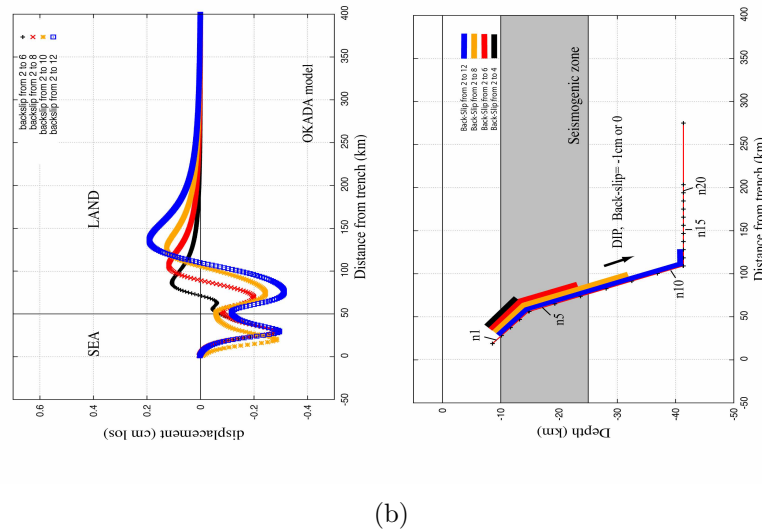 backslip from 2 to 6
backslip from 2 to 8
backslip from 2 to 10
backslip from 2 to 12
SEA
LAND
OKADA model
displacement (cm los)
0.6
0.4
0.2
0
-0.2
-0.4
-50
0
50
100
150
200
250
300
350
400
Distance from trench (km)
Back-Slip from 2 to 12
Back-Slip from 2 to 8
Back-Slip from 2 to 6
Back-Slip from 2 to 4
Seismogenic zone
DIP, Back-slip= -1cm or 0
n1
n5
n10
n15
n20
Depth (km)
0
-10
-20
-30
-40
-50
-50
0
50
100
150
200
250
300
350
400
Distance from trench (km)
(b)